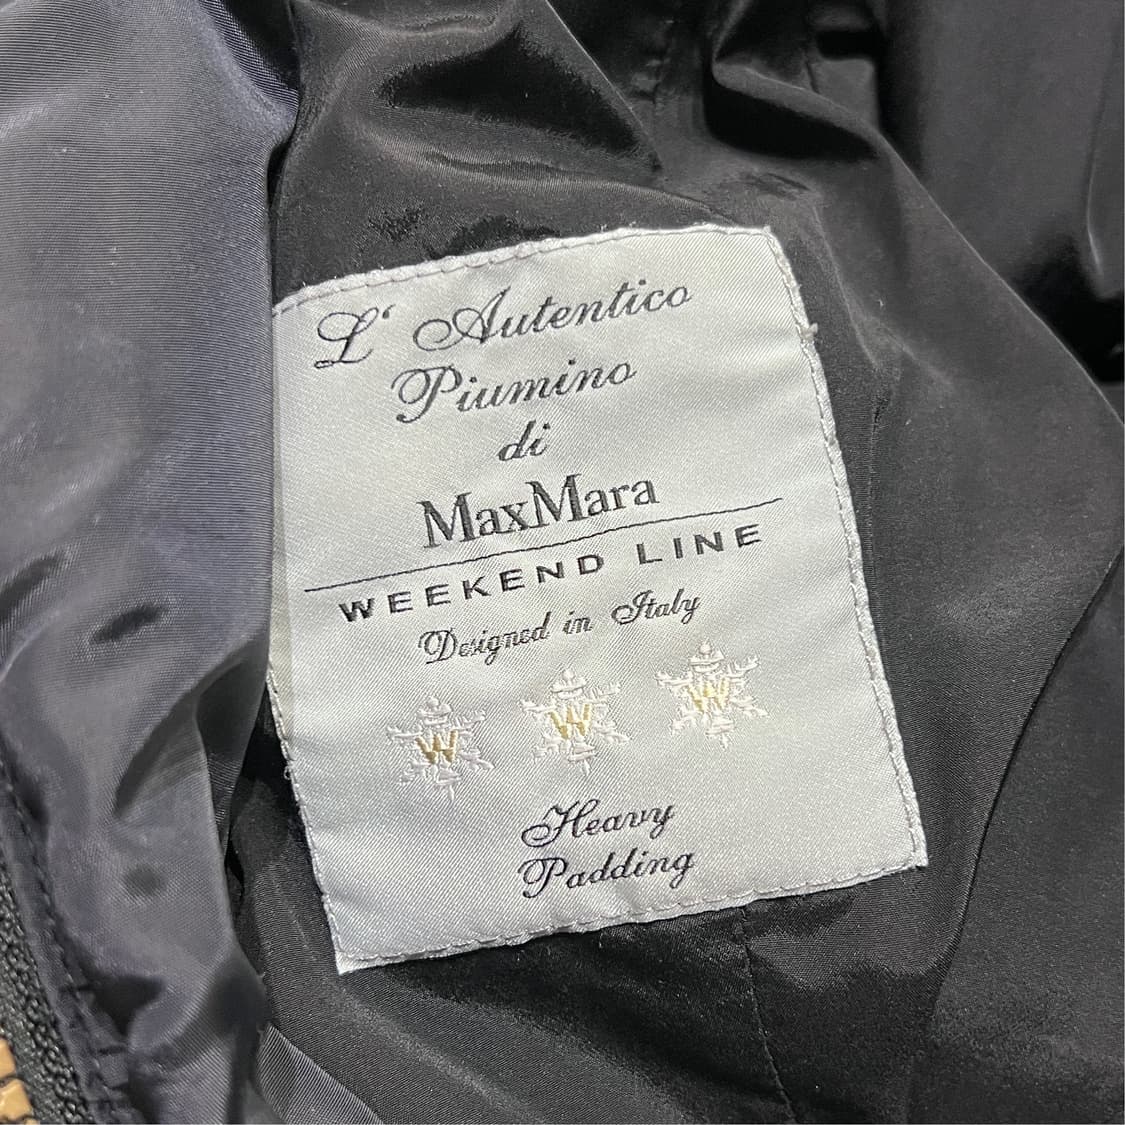 L' Autentico
Piumino
di
MaxMara
WEEKEND LINE
Designed in Italy
W W W
Heavy
Padding